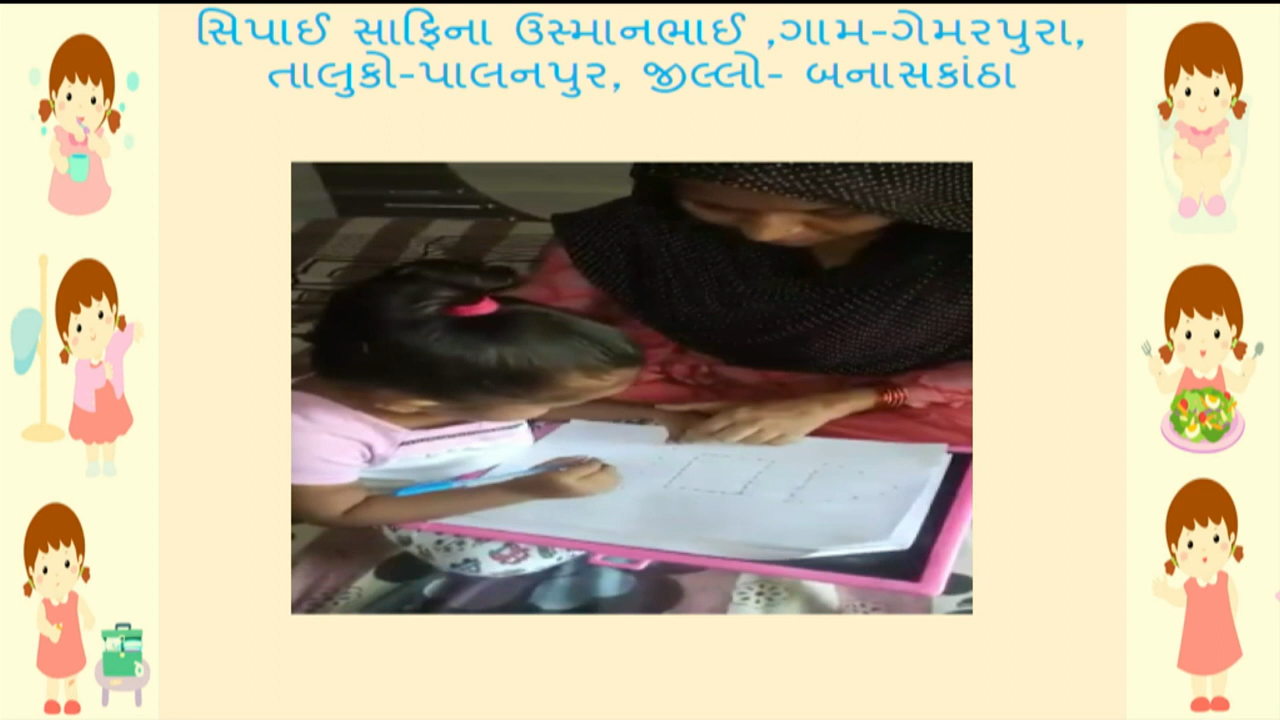 સિપાઈ સાફિના ઉસ્માનભાઈ ,ગામ-ગેમરપુરા,
તાલુકો-પાલનપુર, જીલ્લો- બનાસકાંઠા